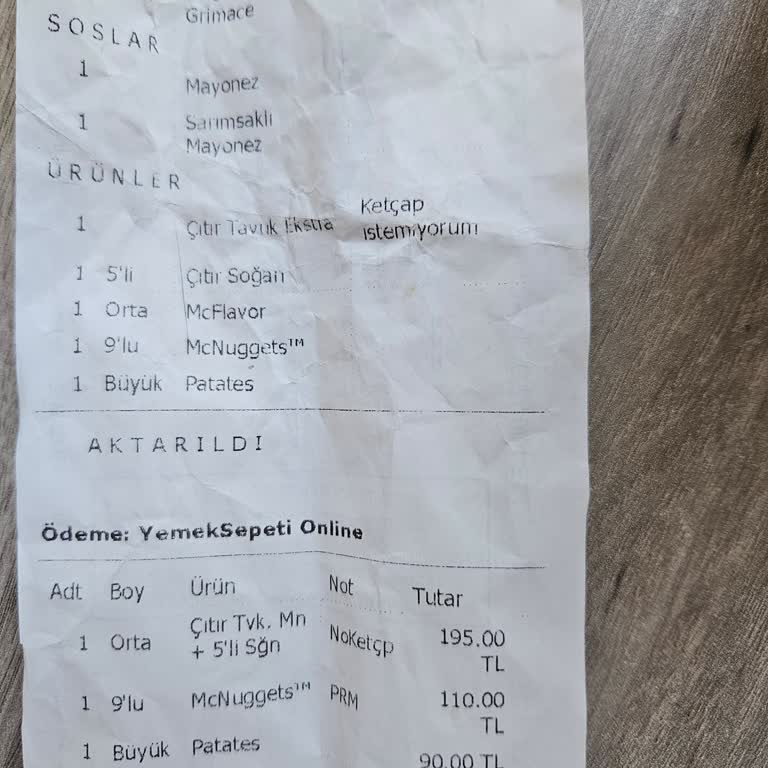 Grimace
SOSLAR
1 Mayonez
1 Sarımsaklı
Mayonez
ÜRÜNLER
1 Çıtır Tavuk Ekstra Ketçap
istemiyorum
1 5'li Çıtır Soğan
1 Orta McFlavor
1 9'lu McNuggets™
1 Büyük Patates
AKTARILDI
Ödeme: YemekSepeti Online
Adt Boy Ürün Not Tutar
1 Orta Çıtır Tvk. Mn NoKetçp 195.00
+ 5'li Sğn TL
1 9'lu McNuggets™ PRM 110.00
TL
1 Büyük Patates 90.00 TL